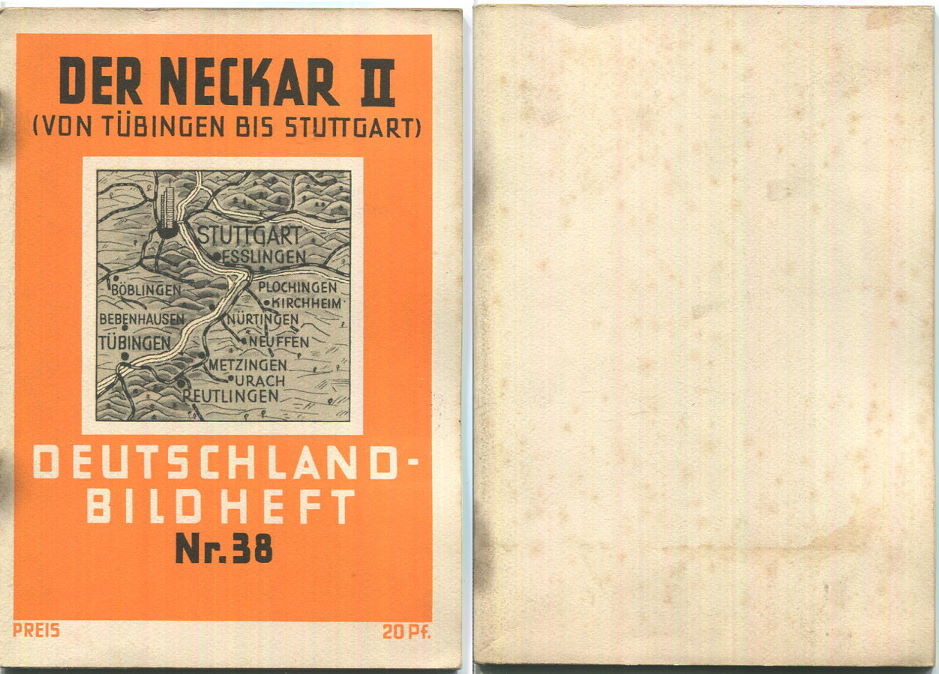 DER NECKAR II
(VON TÜBINGEN BIS STUTTGART)
STUTTGART
ESSLINGEN
BÖBLINGEN
PLOCHINGEN
KIRCHHEIM
BEBENHAUSEN
NÜRTINGEN
TÜBINGEN
NEUFFEN
METZINGEN
URACH
REUTLINGEN
DEUTSCHLAND-
BILDHEFT
Nr. 38
PREIS 20 Pf.